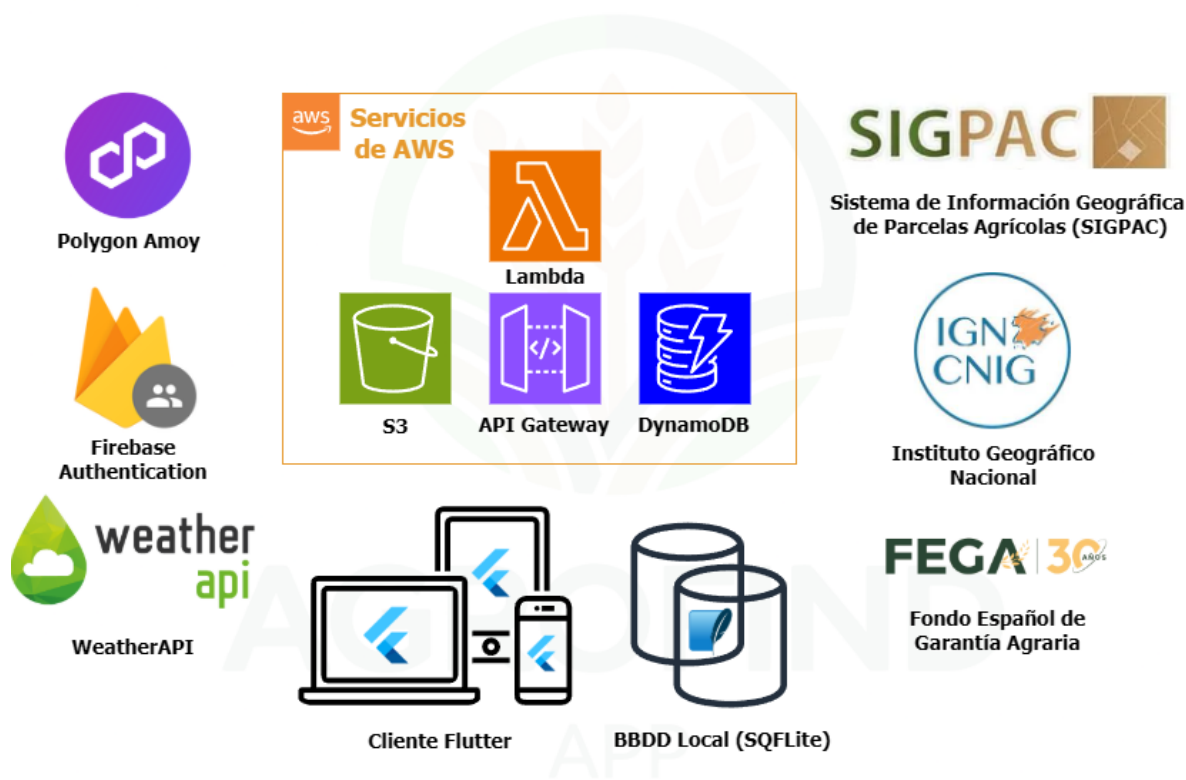 aws
Servicios
de AWS
Lambda
S3
API Gateway
DynamoDB
Polygon Amoy
Firebase
Authentication
weather
api
WeatherAPI
Cliente Flutter
BBDD Local (SQFLite)
SIGPAC
Sistema de Información Geográfica
de Parcelas Agrícolas (SIGPAC)
IGN
CNIG
Instituto Geográfico
Nacional
FEGA 30 AÑOS
Fondo Español de
Garantía Agraria